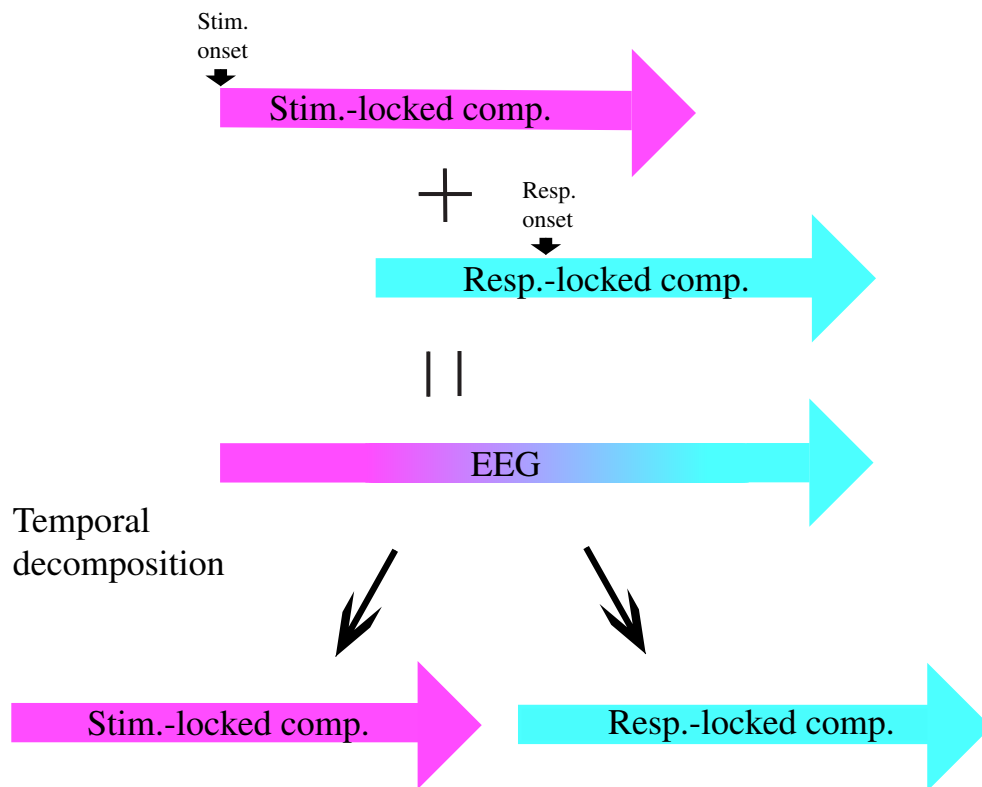 Stim.
onset
Stim.-locked comp.
+
Resp.
onset
Resp.-locked comp.
EEG
Temporal
decomposition
Stim.-locked comp.
Resp.-locked comp.